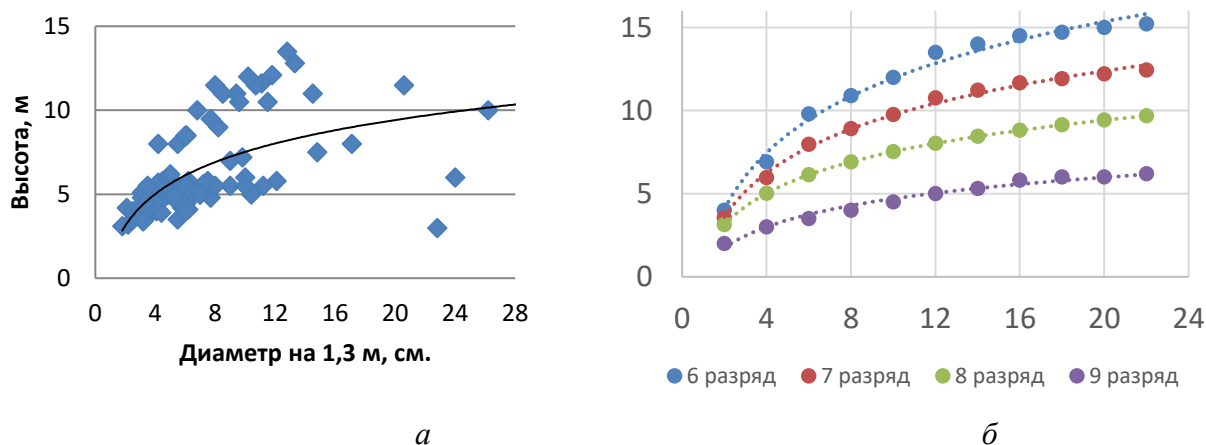 15
10
5
0
Высота, м
0 4 8 12 16 20 24 28
Диаметр на 1,3 м, см.
а
15
10
5
0
0 4 8 12 16 20 24
6 разряд 7 разряд 8 разряд 9 разряд
б